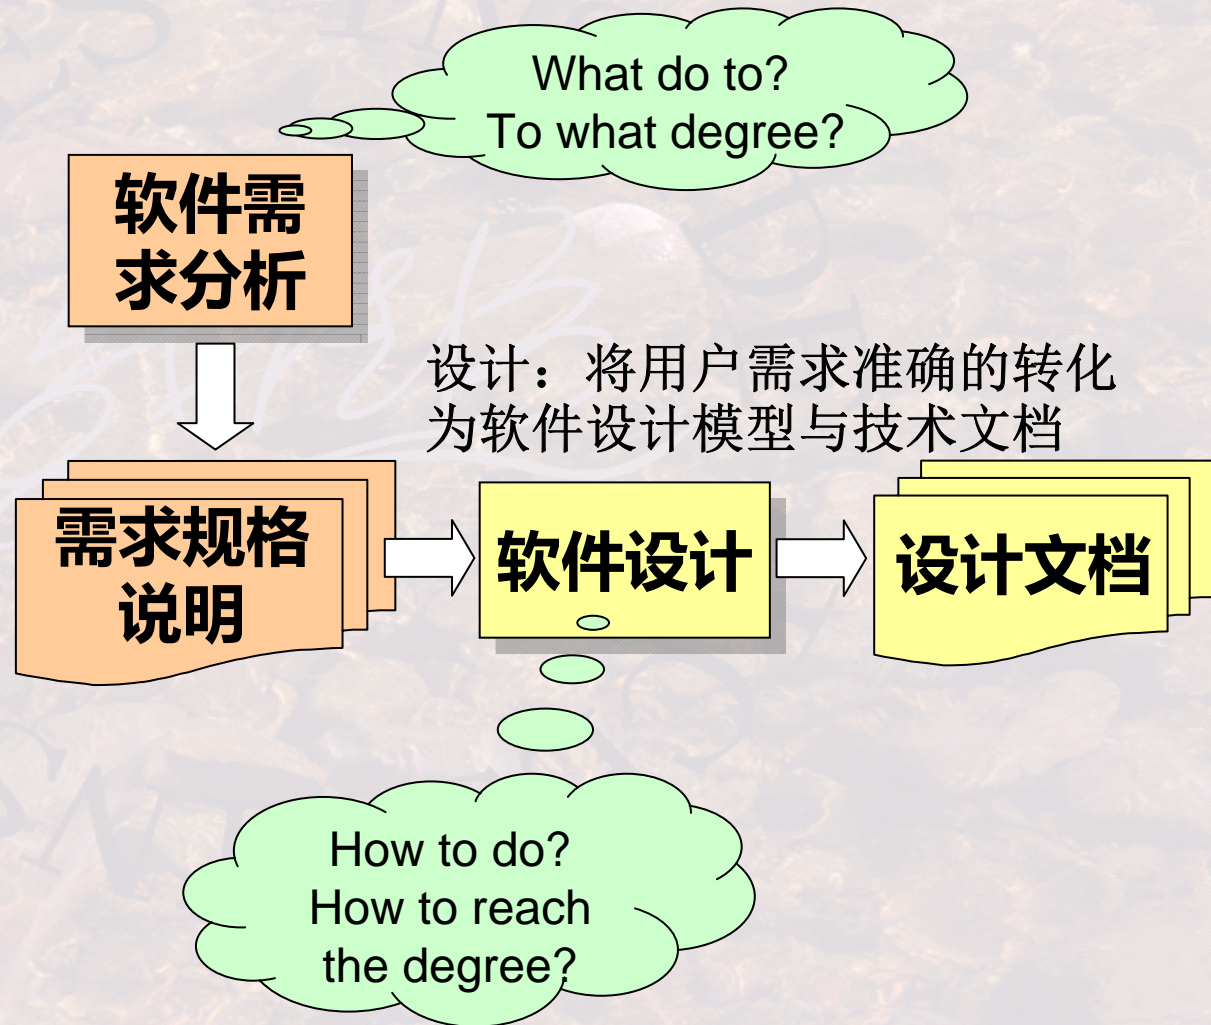 What do to?
To what degree?
软件需
求分析
设计：将用户需求准确的转化
为软件设计模型与技术文档
需求规格
说明
软件设计
设计文档
How to do?
How to reach
the degree?